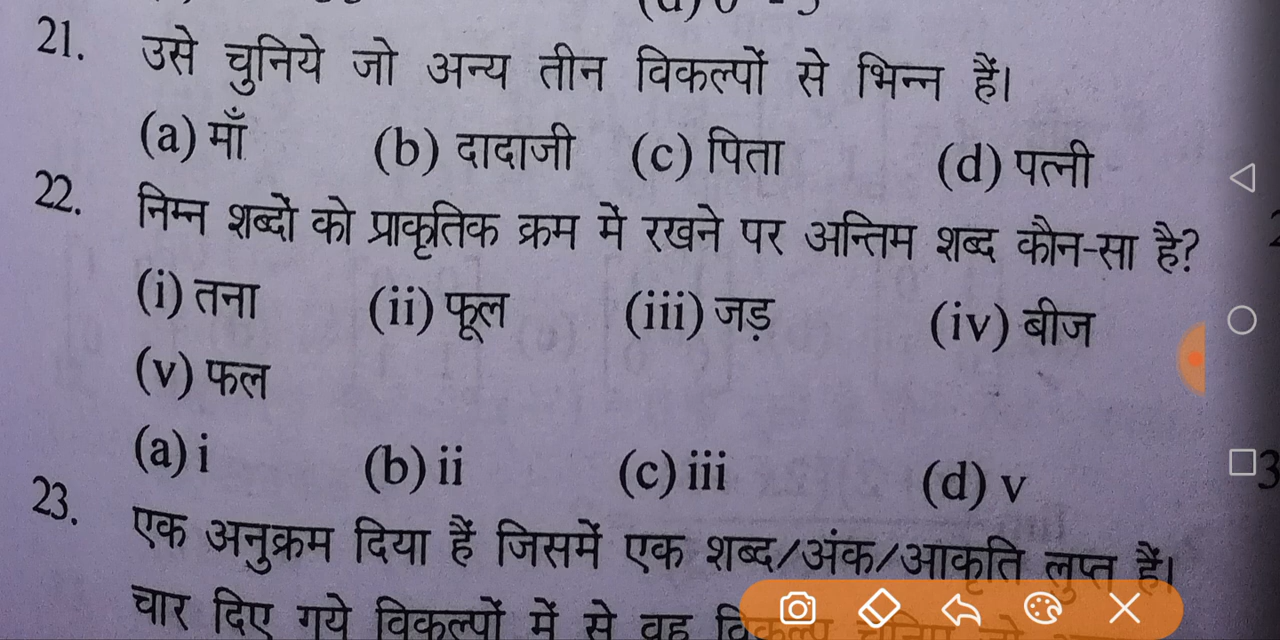 21. उसे चुनिये जो अन्य तीन विकल्पों से भिन्न हैं।
(a) माँ (b) दादाजी (c) पिता (d) पत्नी
22. निम्न शब्दों को प्राकृतिक क्रम में रखने पर अन्तिम शब्द कौन-सा है?
(i) तना (ii) फूल (iii) जड़ (iv) बीज
(v) फल
(a) i (b) ii (c) iii (d) v
23. एक अनुक्रम दिया हैं जिसमें एक शब्द/अंक/आकृति लुप्त हैं।
चार दिए गये विकल्पों में से वह